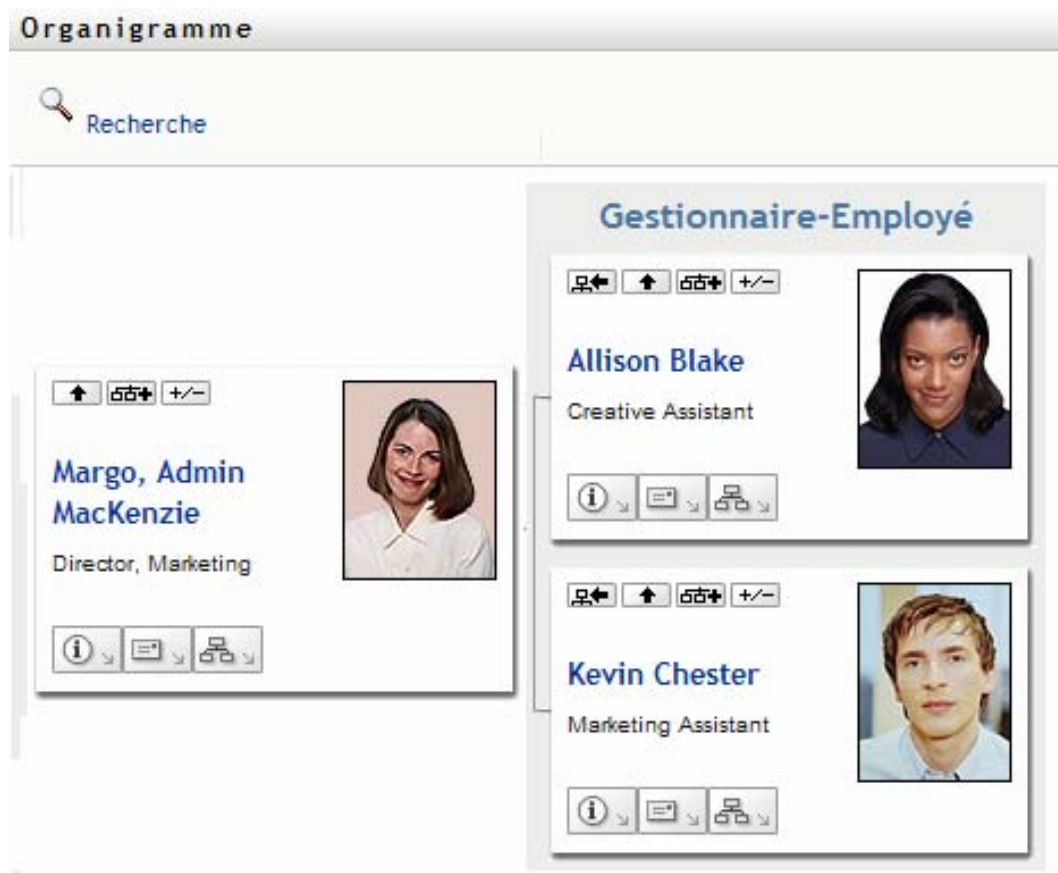 Organigramme
Recherche
Gestionnaire-Employé
+/-
Allison Blake
Creative Assistant
+/-
Margo, Admin
MacKenzie
Director, Marketing
+/-
Kevin Chester
Marketing Assistant